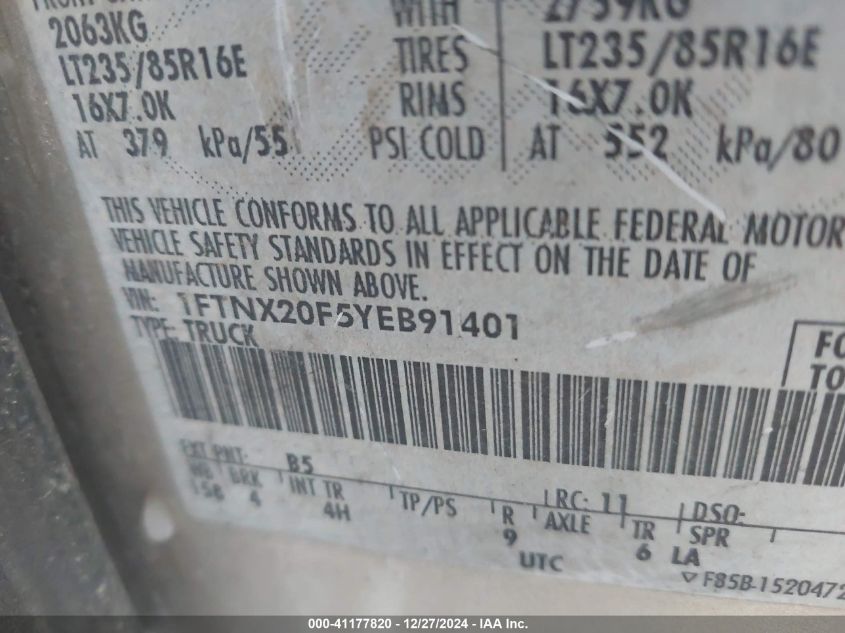 2063KG WITH 2759KG
LT235/85R16E TIRES LT235/85R16E
16X7.0K RIMS 16X7.0K
AT 379 kPa/55 PSI COLD AT 552 kPa/80
THIS VEHICLE CONFORMS TO ALL APPLICABLE FEDERAL MOTOR
VEHICLE SAFETY STANDARDS IN EFFECT ON THE DATE OF
MANUFACTURE SHOWN ABOVE.
VIN: 1FTNX20F5YEB91401
TYPE: TRUCK
FO
TO
EXT PNT: B5 RC: 11 DSO:
WB BRK INT TR TP/PS R AXLE TR SPR
158 4 4H 9 6 LA
UTC
▽ F85B-1520472
000-41177820 – 12/27/2024 – IAA Inc.